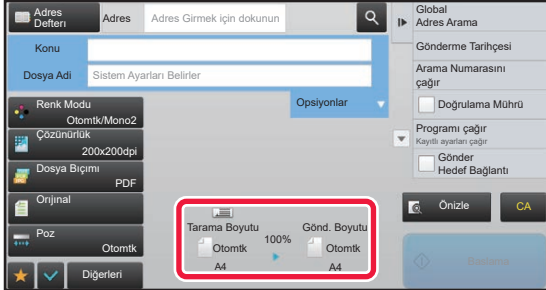 Adres
Defteri
Adres
Adres Girmek için dokunun
Konu
Dosya Adi
Sistem Ayarları Belirler
Renk Modu
Otomtk/Mono2
Çözünürlük
200x200dpi
Dosya Bıçımı
PDF
Orıjınal
Poz
Otomtk
Diğerleri
Opsiyonlar
Tarama Boyutu
Otomtk
A4
100%
Gönd. Boyutu
Otomtk
A4
Global
Adres Arama
Gönderme Tarihçesi
Arama Numarasını
çağır
Doğrulama Mührü
Programı çağır
Kayıtlı ayarları çağır
Gönder
Hedef Bağlantı
Önizle
CA